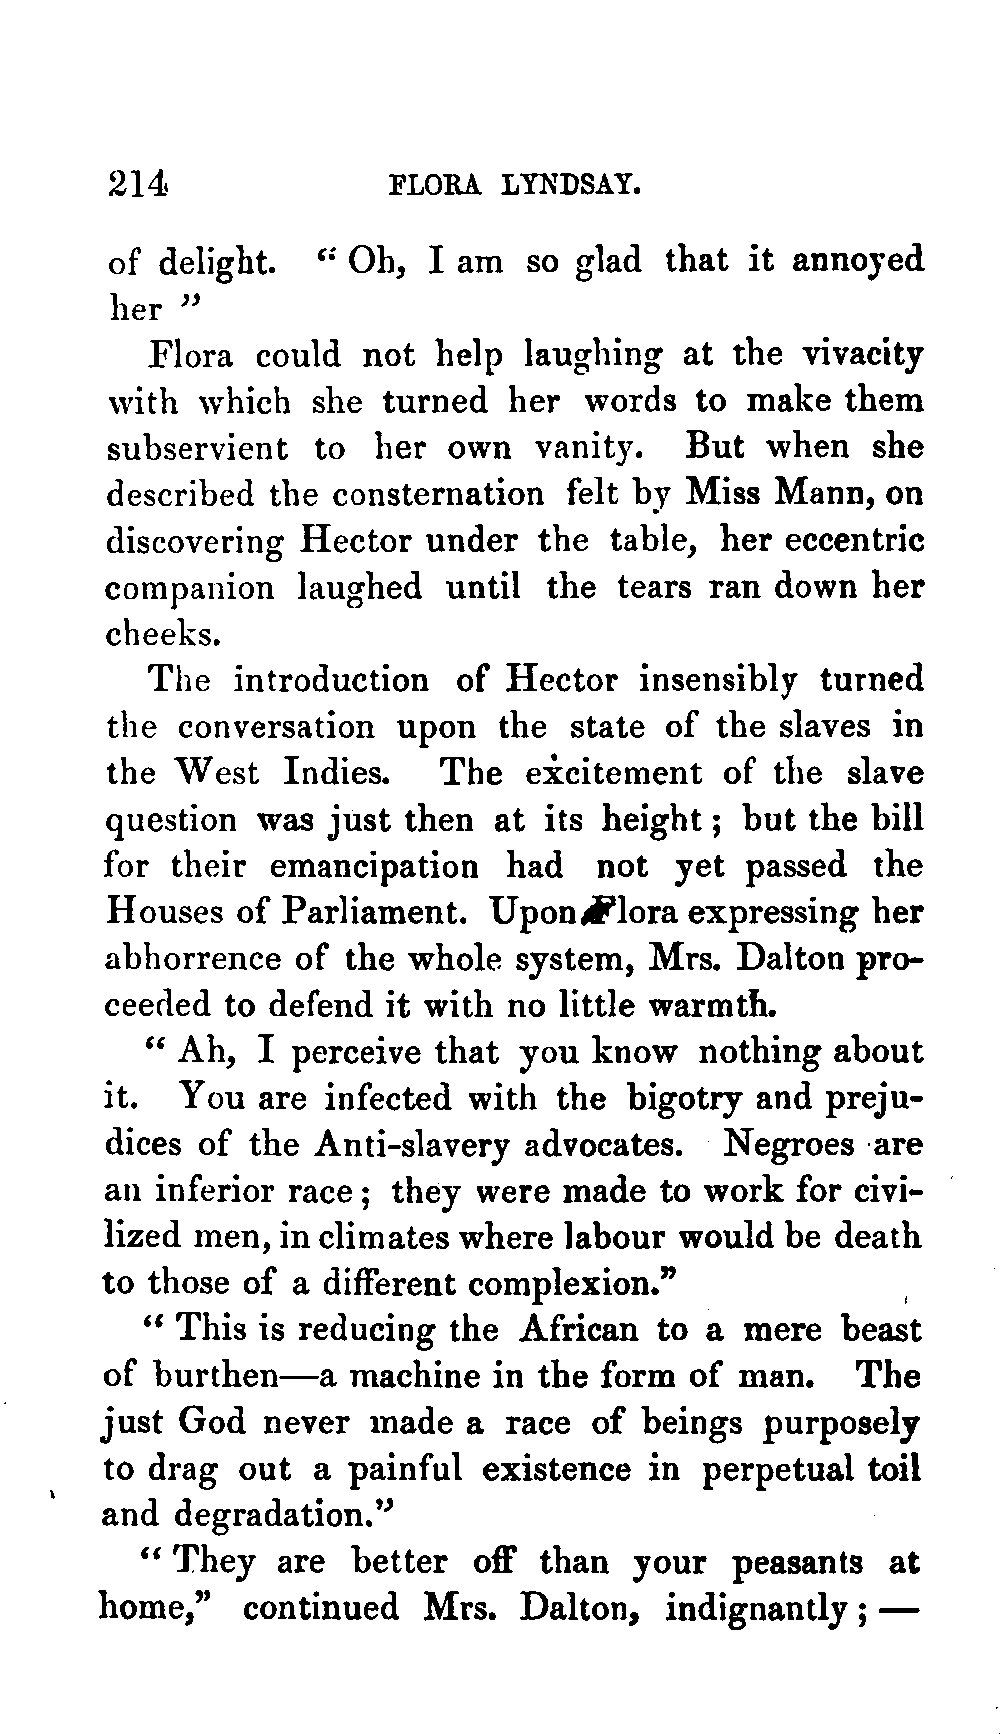 214 FLORA LYNDSAY.
of delight. “ Oh, I am so glad that it annoyed
her ”
Flora could not help laughing at the vivacity
with which she turned her words to make them
subservient to her own vanity. But when she
described the consternation felt by Miss Mann, on
discovering Hector under the table, her eccentric
companion laughed until the tears ran down her
cheeks.
The introduction of Hector insensibly turned
the conversation upon the state of the slaves in
the West Indies. The excitement of the slave
question was just then at its height ; but the bill
for their emancipation had not yet passed the
Houses of Parliament. Upon Flora expressing her
abhorrence of the whole system, Mrs. Dalton pro-
ceeded to defend it with no little warmth.
“ Ah, I perceive that you know nothing about
it. You are infected with the bigotry and preju-
dices of the Anti-slavery advocates. Negroes are
an inferior race ; they were made to work for civi-
lized men, in climates where labour would be death
to those of a different complexion.”
“ This is reducing the African to a mere beast
of burthen—a machine in the form of man. The
just God never made a race of beings purposely
to drag out a painful existence in perpetual toil
and degradation.”
“ They are better off than your peasants at
home,” continued Mrs. Dalton, indignantly ; —